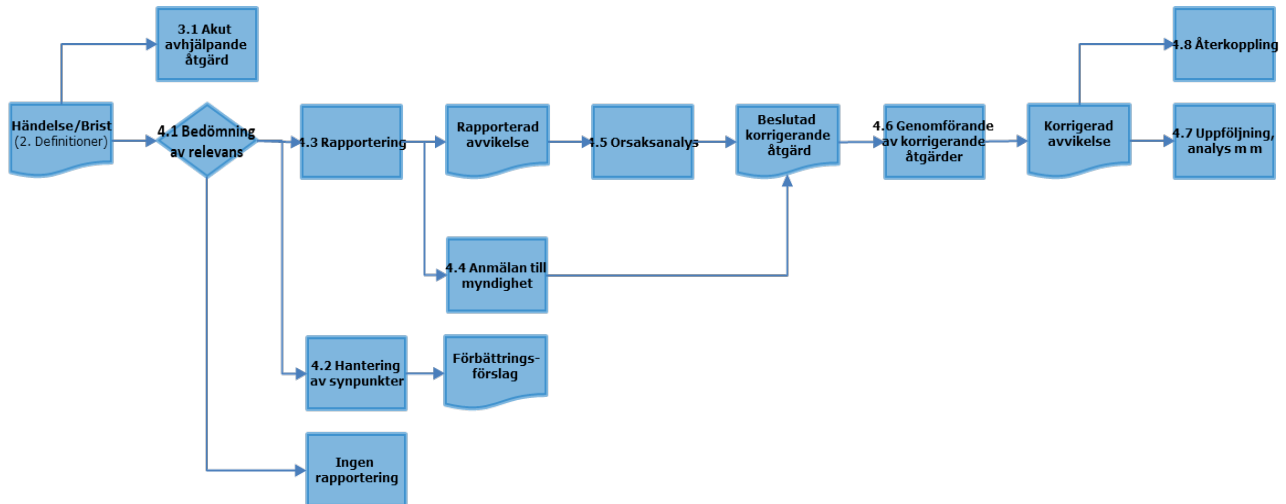 3.1 Akut
avhjälpande
åtgärd
4.8 Återkoppling
Händelse/Brist
(2. Definitioner)
4.1 Bedömning
av relevans
4.3 Rapportering
Rapporterad
avvikelse
4.5 Orsaksanalys
Beslutad
korrigerande
åtgärd
4.6 Genomförande
av korrigerande
åtgärder
Korrigerad
avvikelse
4.7 Uppföljning,
analys m m
4.4 Anmälan till
myndighet
4.2 Hantering
av synpunkter
Förbättrings-
förslag
Ingen
rapportering